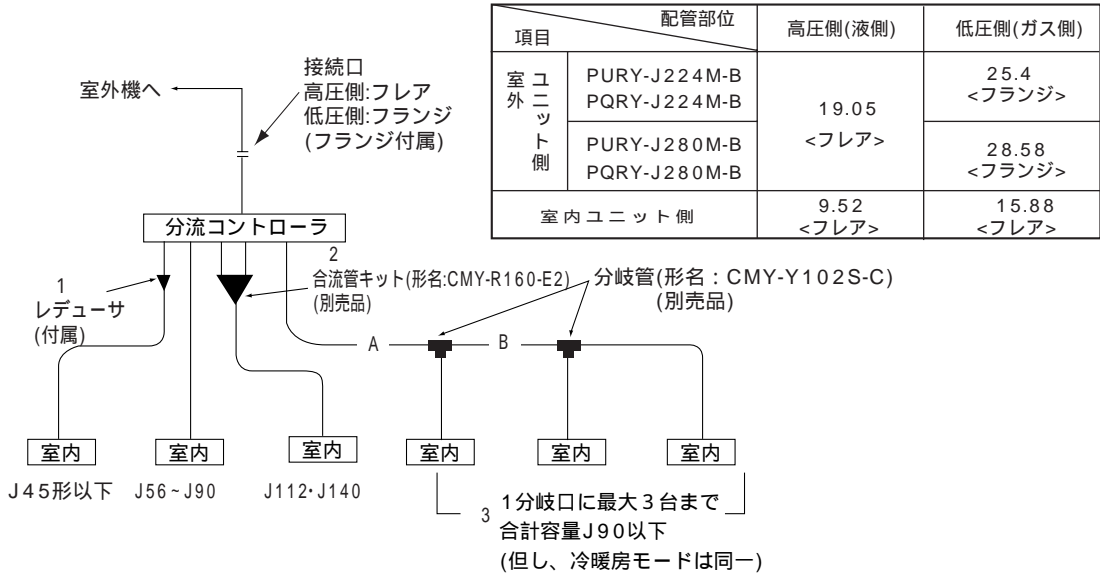 配管部位
項目
高圧側(液側)
低圧側(ガス側)
室外ユニット側
PURY-J224M-B
PQRY-J224M-B
19.05
<フレア>
25.4
<フランジ>
PURY-J280M-B
PQRY-J280M-B
28.58
<フランジ>
室内ユニット側
9.52
<フレア>
15.88
<フレア>
室外機へ
接続口
高圧側:フレア
低圧側:フランジ
(フランジ付属)
分流コントローラ
1
レデューサ
(付属)
2
合流管キット(形名:CMY-R160-E2)
(別売品)
分岐管(形名：CMY-Y102S-C)
(別売品)
A
B
室内
室内
室内
室内
室内
室内
J45形以下
J56~J90
J112・J140
3
1分岐口に最大3台まで
合計容量J90以下
(但し、冷暖房モードは同一)